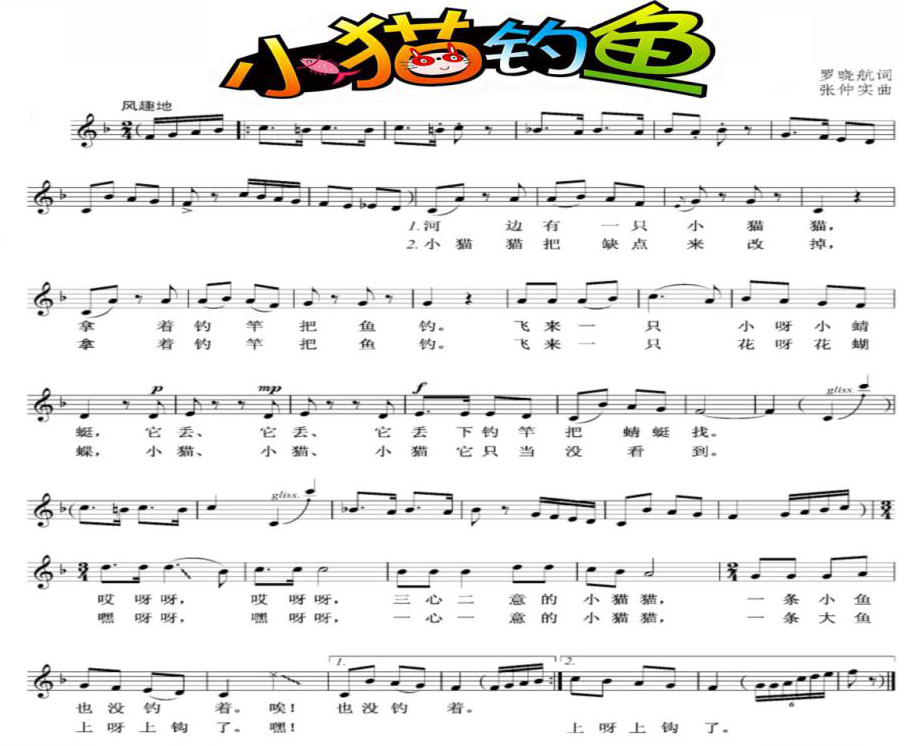 小猫钓鱼
罗晓航词
张仲实曲
风趣地
1.河 边有一只小猫猫，
2.小猫猫把缺点来改掉，
拿 着钓竿把鱼钓。 飞来一 只 小呀小蜻
拿 着钓竿把鱼钓。 飞来一 只 花呀花蝴
p mp f gliss.
蜓，它丢、 它丢、 它丢下钓竿把蜻蜓找。
蝶，小猫、 小猫、 小猫它只当没看到。
gliss.
哎呀呀， 哎呀呀， 三心二意的小猫猫， 一条小鱼
嘿呀呀， 嘿呀呀， 一心一意的小猫猫， 一条大鱼
1. 2.
也没钓 着。唉！ 也没钓着。
6
上呀上钩了。嘿！ 上呀上钩了。